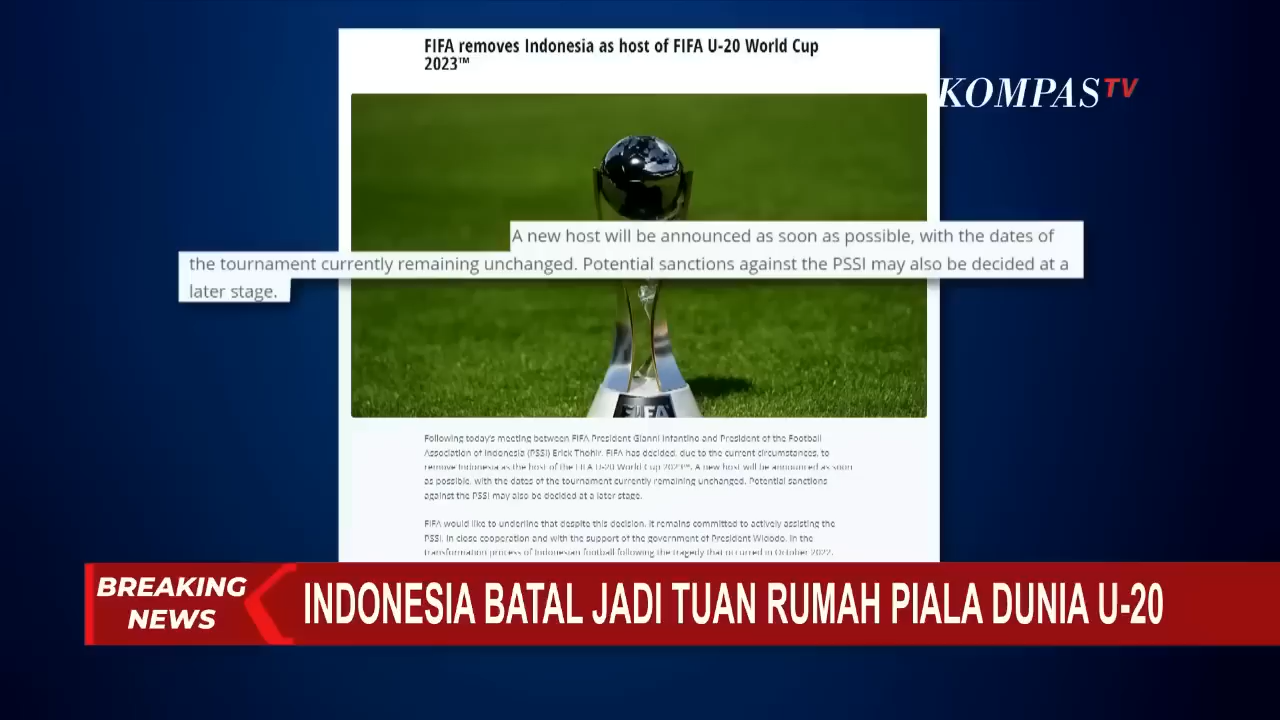 FIFA removes Indonesia as host of FIFA U-20 World Cup
2023™
KOMPASTV
A new host will be announced as soon as possible, with the dates of
the tournament currently remaining unchanged. Potential sanctions against the PSSI may also be decided at a
later stage.
FIFA
Following today's meeting between FIFA President Gianni Infantino and President of the Football
Association of Indonesia (PSSI) Erick Thohir, FIFA has decided, due to the current circumstances, to
remove Indonesia as the host of the FIFA U-20 World Cup 2023™. A new host will be announced as soon
as possible, with the dates of the tournament currently remaining unchanged. Potential sanctions
against the PSSI may also be decided at a later stage.
FIFA would like to underline that despite this decision, it remains committed to actively assisting the
PSSI, in close cooperation and with the support of the government of President Widodo, in the
transformation process of Indonesian football following the tragedy that occurred in October 2022.
BREAKING
NEWS
INDONESIA BATAL JADI TUAN RUMAH PIALA DUNIA U-20